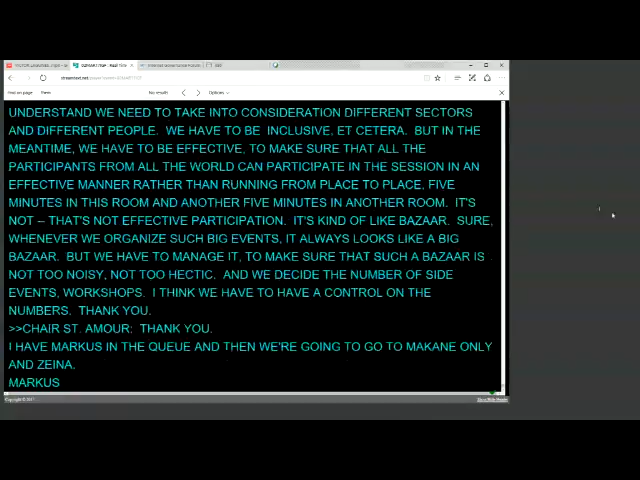 Find on page
No results
Options
UNDERSTAND WE NEED TO TAKE INTO CONSIDERATION DIFFERENT SECTORS
AND DIFFERENT PEOPLE.  WE HAVE TO BE  INCLUSIVE, ET CETERA.  BUT IN THE
MEANTIME, WE HAVE TO BE EFFECTIVE, TO MAKE SURE THAT ALL THE
PARTICIPANTS FROM ALL THE WORLD CAN PARTICIPATE IN THE SESSION IN AN
EFFECTIVE MANNER RATHER THAN RUNNING FROM PLACE TO PLACE, FIVE
MINUTES IN THIS ROOM AND ANOTHER FIVE MINUTES IN ANOTHER ROOM.  IT'S
NOT -- THAT'S NOT EFFECTIVE PARTICIPATION.  IT'S KIND OF LIKE BAZAAR.  SURE,
WHENEVER WE ORGANIZE SUCH BIG EVENTS, IT ALWAYS LOOKS LIKE A BIG
BAZAAR.  BUT WE HAVE TO MANAGE IT, TO MAKE SURE THAT SUCH A BAZAAR IS
NOT TOO NOISY, NOT TOO HECTIC.  AND WE DECIDE THE NUMBER OF SIDE
EVENTS, WORKSHOPS.  I THINK WE HAVE TO HAVE A CONTROL ON THE
NUMBERS.  THANK YOU.
>>CHAIR ST. AMOUR:  THANK YOU.
I HAVE MARKUS IN THE QUEUE AND THEN WE'RE GOING TO GO TO MAKANE ONLY
AND ZEINA.
MARKUS